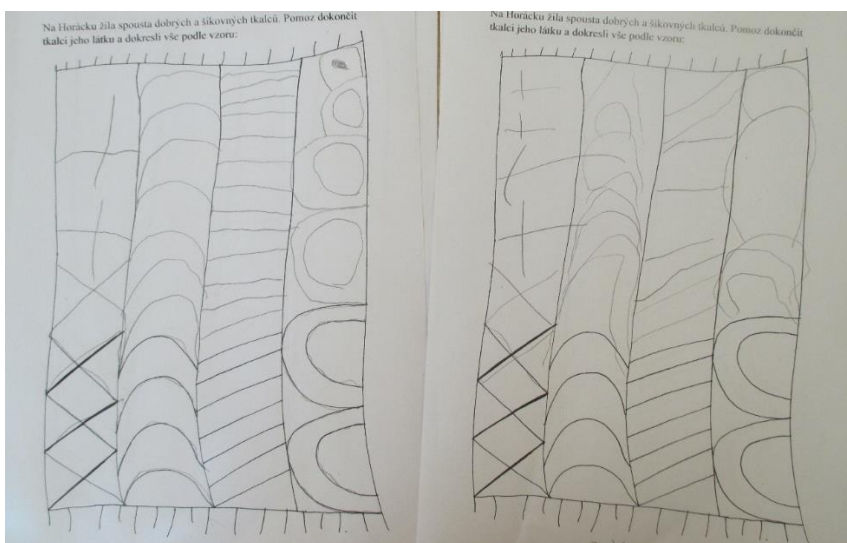 Na Horácku žila spousta dobrých a šikovných tkalců. Pomoz dokončit
tkalci jeho látku a dokresli vše podle vzoru:
Na Horácku žila spousta dobrých a šikovných tkalců. Pomoz dokončit
tkalci jeho látku a dokresli vše podle vzoru: